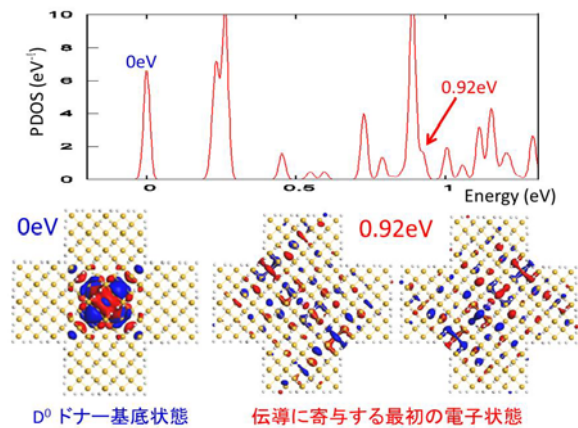 10
8
6
4
2
0
PDOS (eV⁻¹)
0eV
0.92eV
0
0.5
1
Energy (eV)
0eV
0.92eV
D⁰ ドナー基底状態
伝導に寄与する最初の電子状態